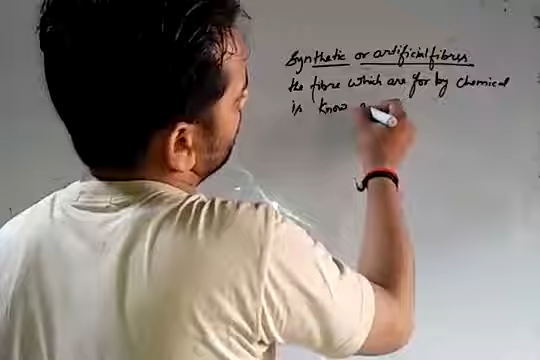 Synthetic or artificial fibres
the fibre which are for by chemical
is know